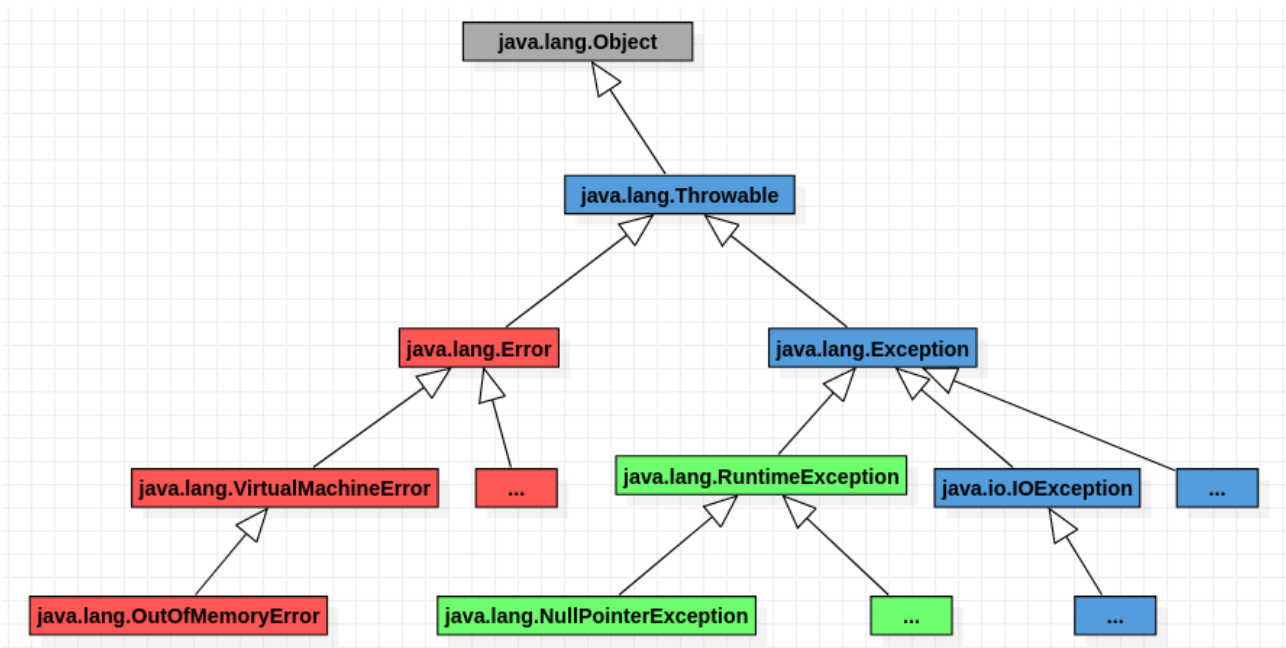 java.lang.Object
java.lang.Throwable
java.lang.Error
java.lang.Exception
java.lang.VirtualMachineError
...
java.lang.RuntimeException
java.io.IOException
...
java.lang.OutOfMemoryError
java.lang.NullPointerException
...
...